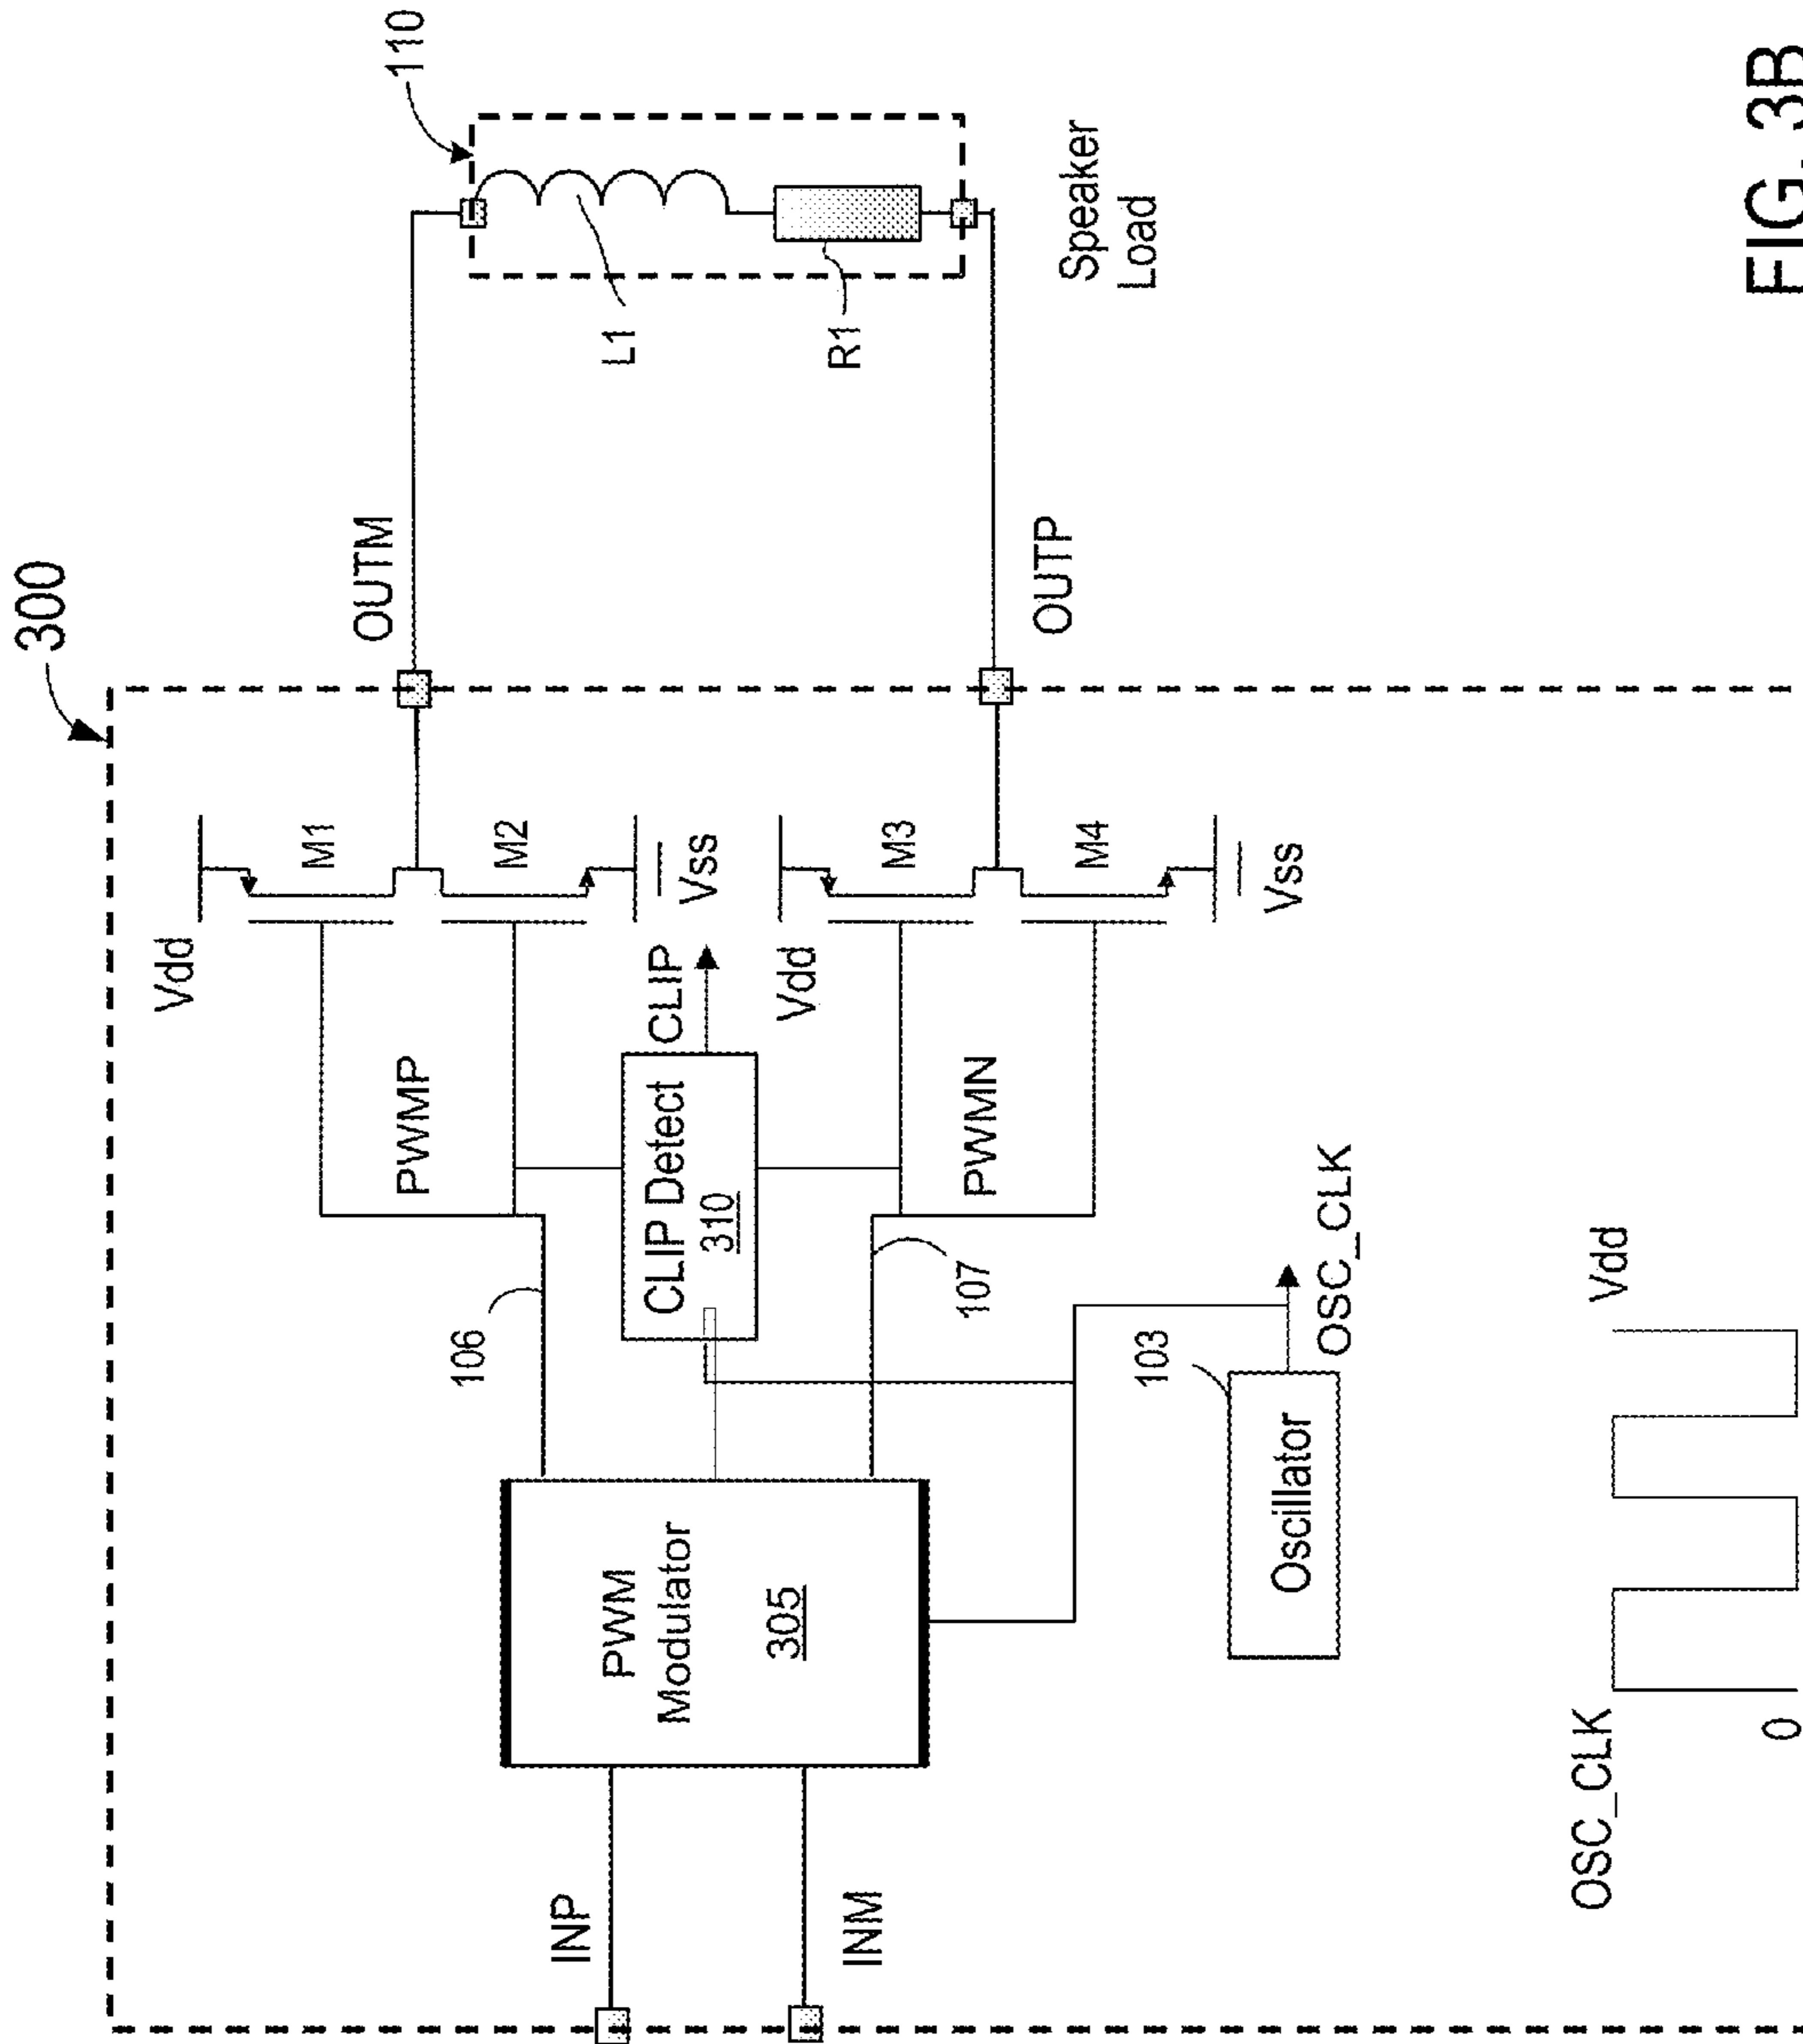 300
110
OUTM
L1
R1
Speaker
Load
OUTP
Vdd
M1
M2
Vss
PWMP
106
CLIP Detect
310
CLIP
Vdd
M3
M4
Vss
PWMN
107
INP
INM
PWM
Modulator
305
103
Oscillator
OSC_CLK
OSC_CLK
Vdd
0
FIG. 3B